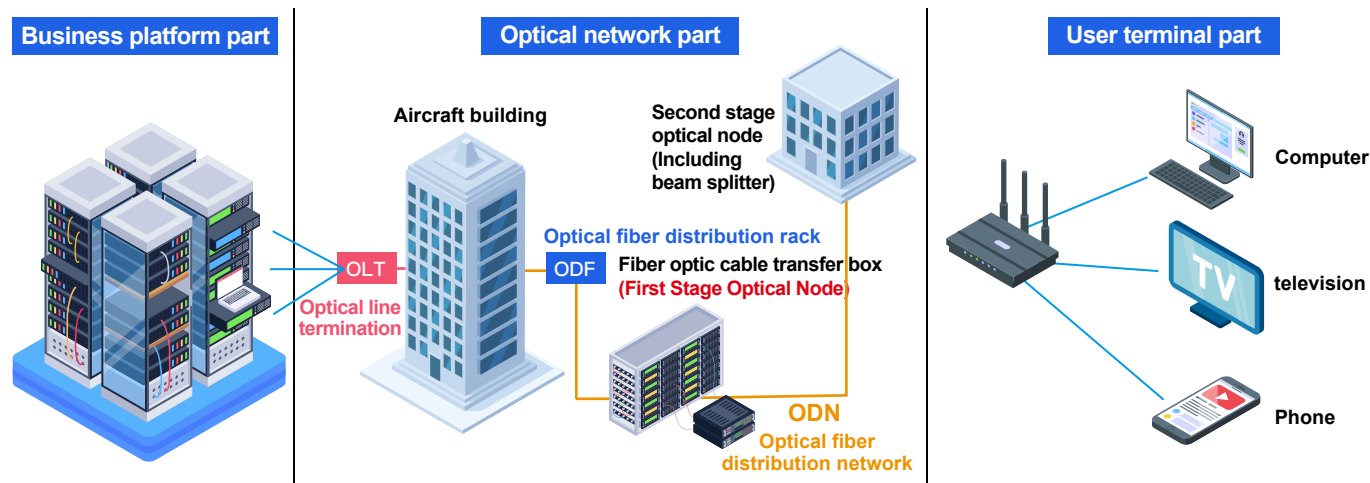 Business platform part
Optical network part
User terminal part
Aircraft building
Second stage
optical node
(Including
beam splitter)
Computer
Optical fiber distribution rack
OLT
ODF
Fiber optic cable transfer box
(First Stage Optical Node)
TV
television
Optical line
termination
ODN
Optical fiber
distribution network
Phone